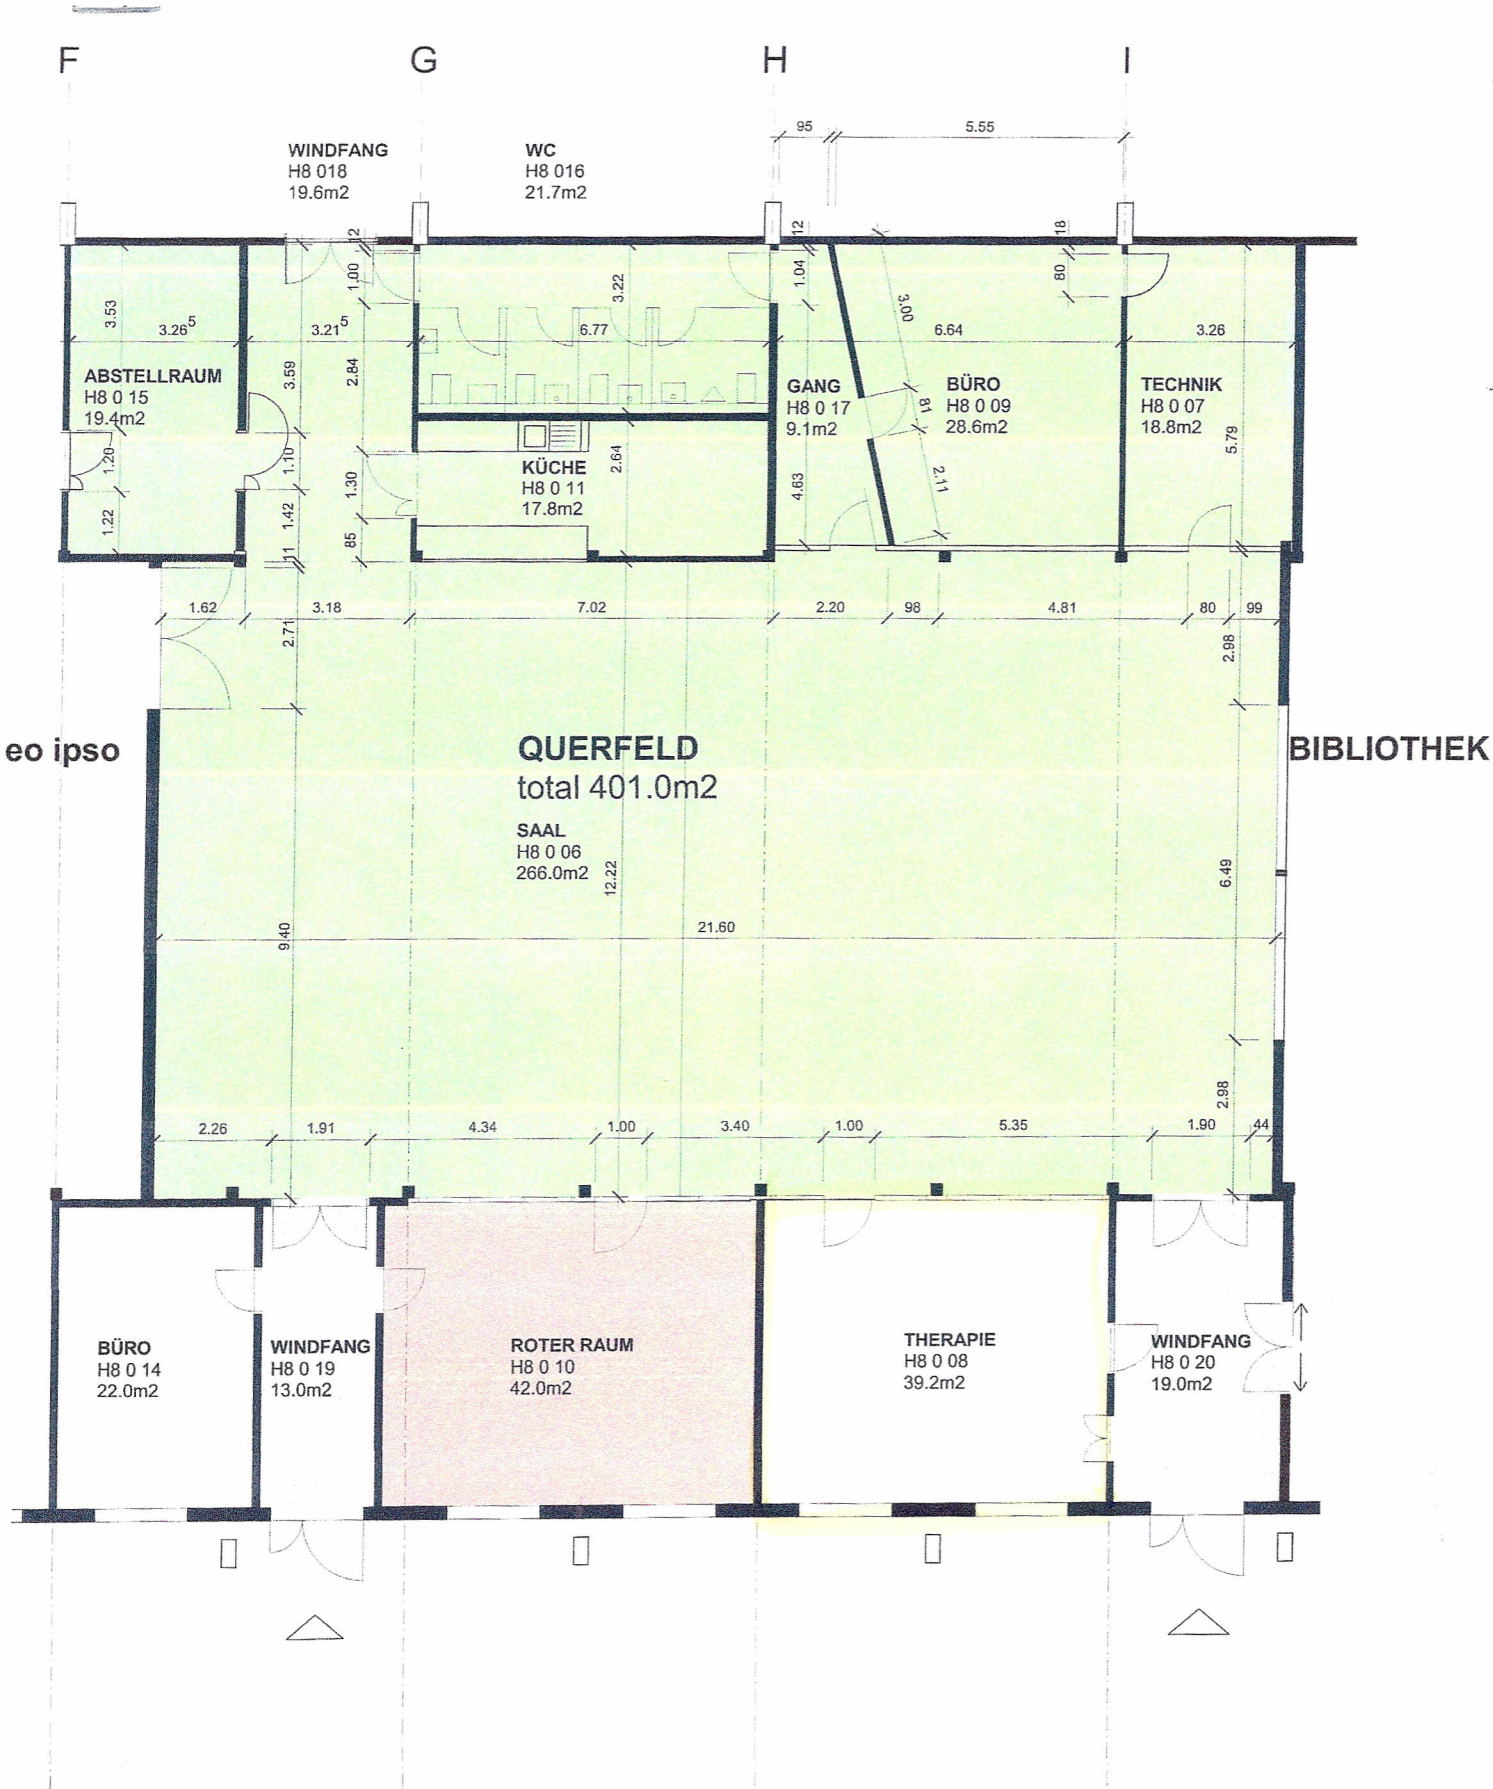 F
G
H
I
95
5.55
WINDFANG
H8 018
19.6m2
WC
H8 016
21.7m2
12
12
18
1.00
1.04
80
3.53
3.22
3.00
3.26⁵
3.21⁵
6.77
6.64
3.26
3.59
2.84
ABSTELLRAUM
H8 0 15
19.4m2
GANG
H8 0 17
9.1m2
BÜRO
H8 0 09
28.6m2
TECHNIK
H8 0 07
18.8m2
81
5.79
1.20
1.10
1.30
KÜCHE
H8 0 11
17.8m2
2.64
4.63
2.11
1.22
1.42
85
11
1.62
3.18
7.02
2.20
98
4.81
80
99
2.71
2.98
eo ipso
QUERFELD
total 401.0m2
BIBLIOTHEK
SAAL
H8 0 06
266.0m2
12.22
6.49
9.40
21.60
2.98
2.26
1.91
4.34
1.00
3.40
1.00
5.35
1.90
44
BÜRO
H8 0 14
22.0m2
WINDFANG
H8 0 19
13.0m2
ROTER RAUM
H8 0 10
42.0m2
THERAPIE
H8 0 08
39.2m2
WINDFANG
H8 0 20
19.0m2